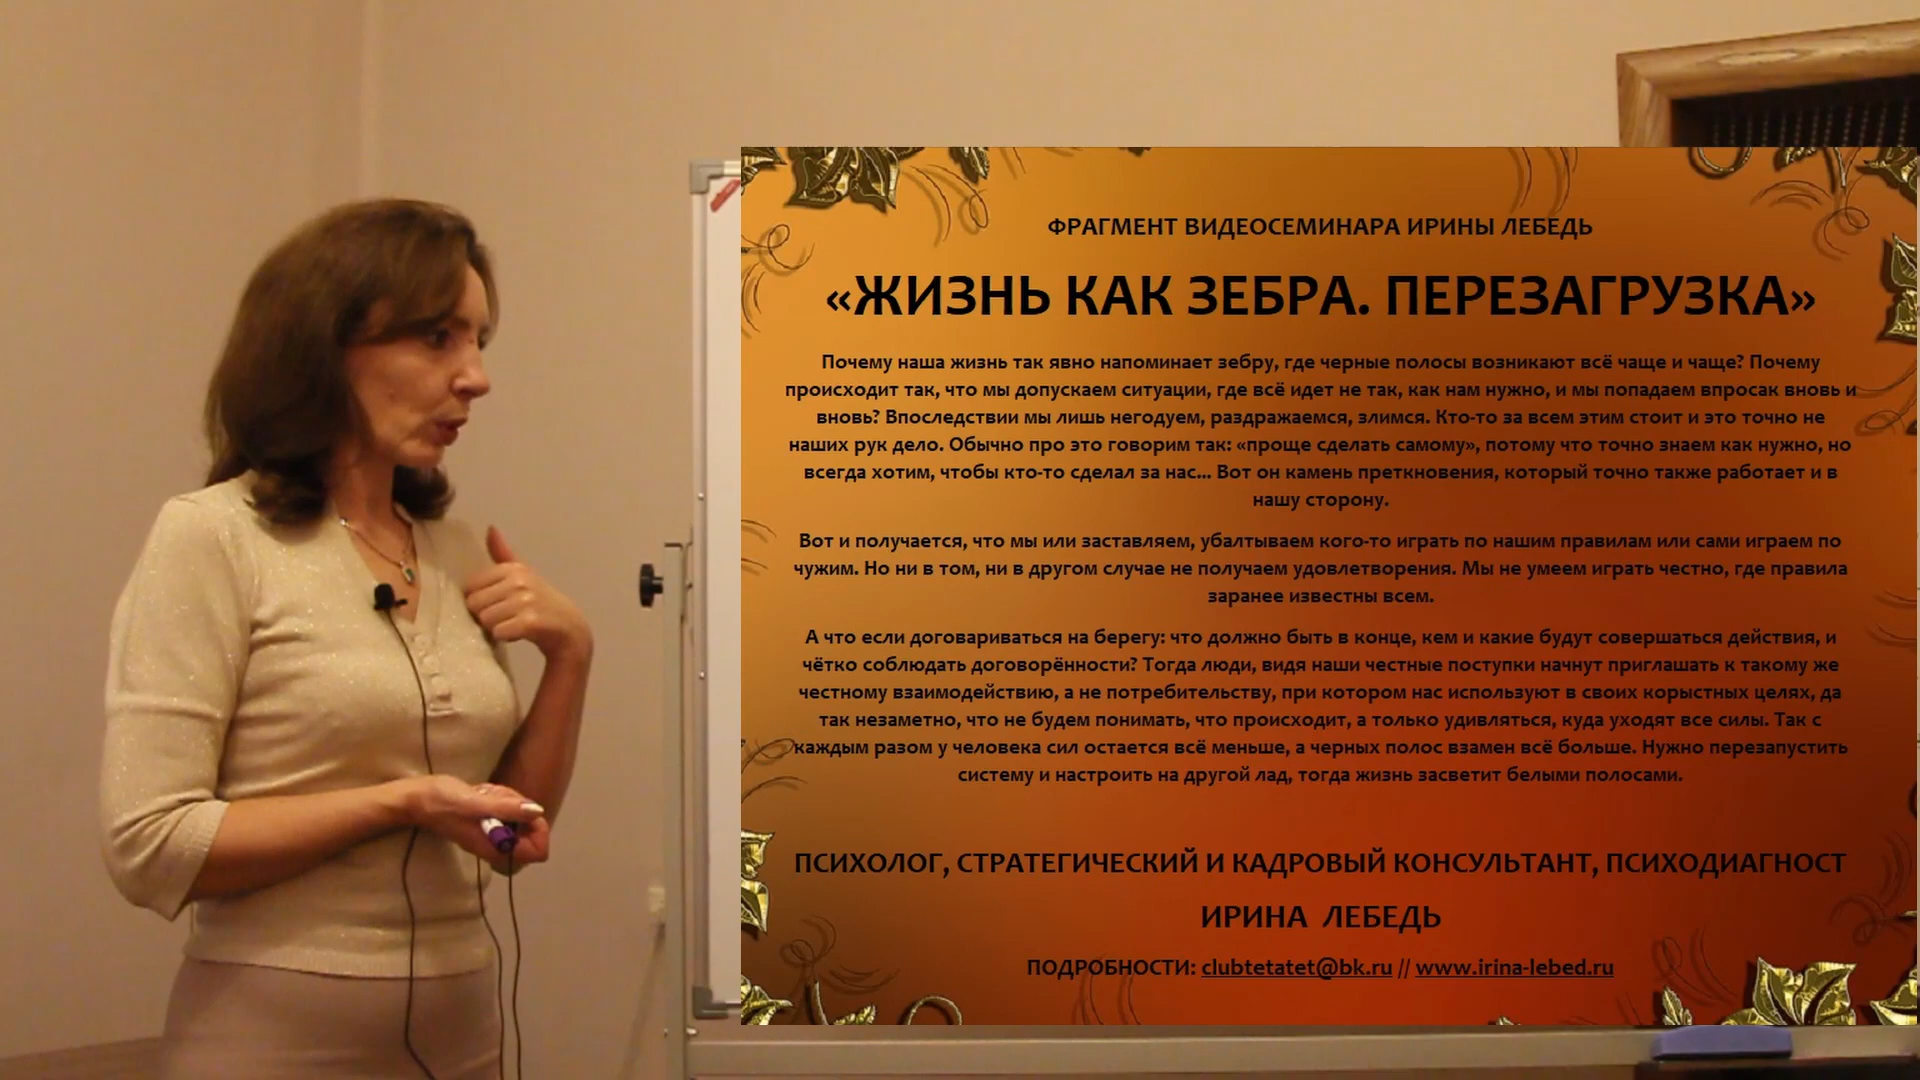 ФРАГМЕНТ ВИДЕОСЕМИНАРА ИРИНЫ ЛЕБЕДЬ
«ЖИЗНЬ КАК ЗЕБРА. ПЕРЕЗАГРУЗКА»
Почему наша жизнь так явно напоминает зебру, где черные полосы возникают всё чаще и чаще? Почему
происходит так, что мы допускаем ситуации, где всё идет не так, как нам нужно, и мы попадаем впросак вновь и
вновь? Впоследствии мы лишь негодуем, раздражаемся, злимся. Кто-то за всем этим стоит и это точно не
наших рук дело. Обычно про это говорим так: «проще сделать самому», потому что точно знаем как нужно, но
всегда хотим, чтобы кто-то сделал за нас... Вот он камень преткновения, который точно также работает и в
нашу сторону.
Вот и получается, что мы или заставляем, убалтываем кого-то играть по нашим правилам или сами играем по
чужим. Но ни в том, ни в другом случае не получаем удовлетворения. Мы не умеем играть честно, где правила
заранее известны всем.
А что если договариваться на берегу: что должно быть в конце, кем и какие будут совершаться действия, и
чётко соблюдать договорённости? Тогда люди, видя наши честные поступки начнут приглашать к такому же
честному взаимодействию, а не потребительству, при котором нас используют в своих корыстных целях, да
так незаметно, что не будем понимать, что происходит, а только удивляться, куда уходят все силы. Так с
каждым разом у человека сил остается всё меньше, а черных полос взамен всё больше. Нужно перезапустить
систему и настроить на другой лад, тогда жизнь засветит белыми полосами.
ПСИХОЛОГ, СТРАТЕГИЧЕСКИЙ И КАДРОВЫЙ КОНСУЛЬТАНТ, ПСИХОДИАГНОСТ
ИРИНА ЛЕБЕДЬ
ПОДРОБНОСТИ: clubtetatet@bk.ru // www.irina-lebed.ru